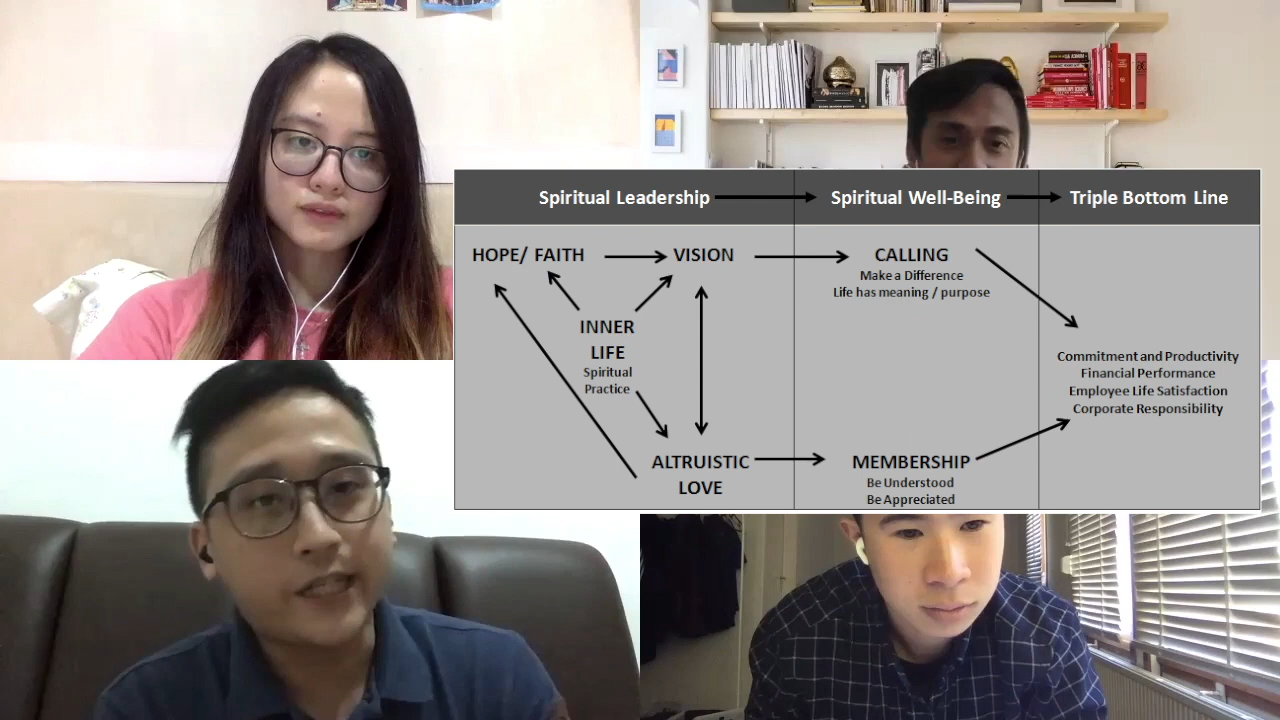 Spiritual Leadership
Spiritual Well-Being
Triple Bottom Line
HOPE/ FAITH
VISION
CALLING
Make a Difference
Life has meaning / purpose
INNER
LIFE
Spiritual
Practice
Commitment and Productivity
Financial Performance
Employee Life Satisfaction
Corporate Responsibility
ALTRUISTIC
LOVE
MEMBERSHIP
Be Understood
Be Appreciated